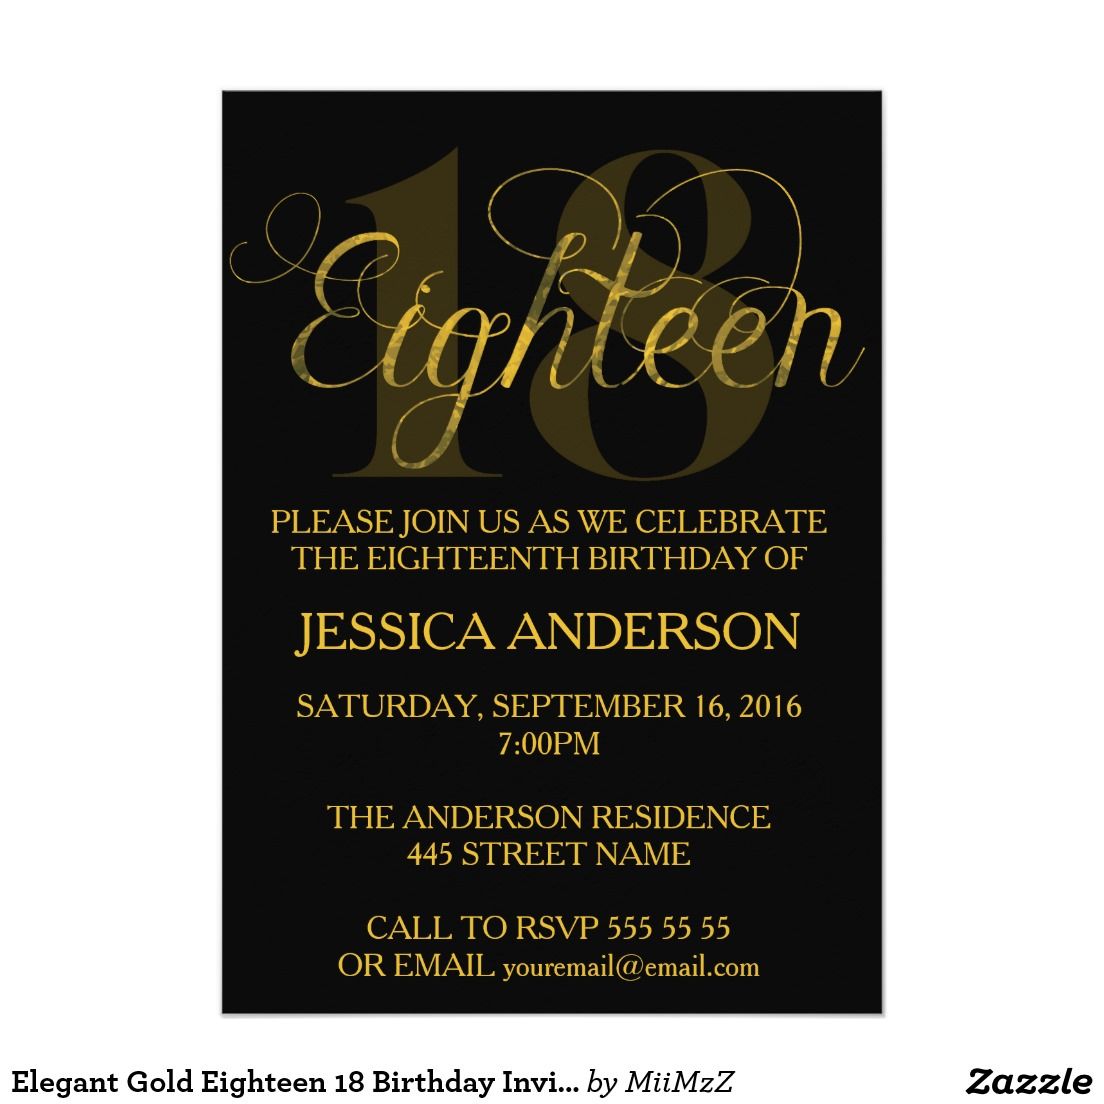 18
Eighteen
PLEASE JOIN US AS WE CELEBRATE
THE EIGHTEENTH BIRTHDAY OF
JESSICA ANDERSON
SATURDAY, SEPTEMBER 16, 2016
7:00PM
THE ANDERSON RESIDENCE
445 STREET NAME
CALL TO RSVP 555 55 55
OR EMAIL youremail@email.com
Elegant Gold Eighteen 18 Birthday Invi... by MiiMzZ
Zazzle